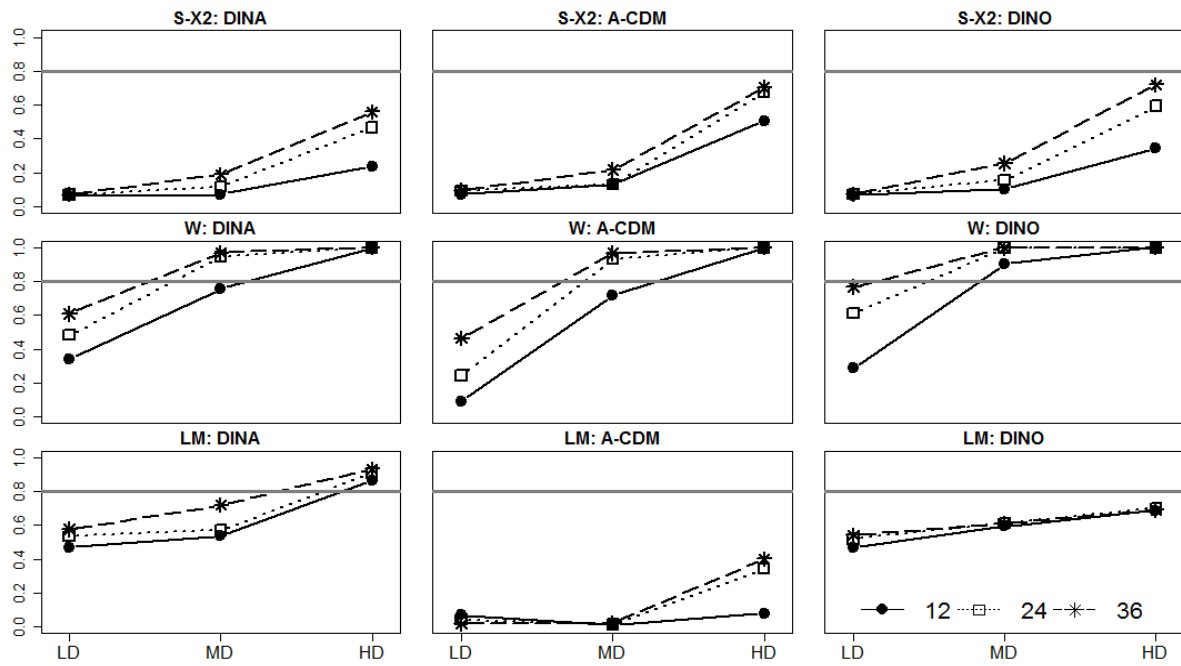 S-X2: DINA
S-X2: A-CDM
S-X2: DINO
1.0
0.8
0.6
0.4
0.2
0.0
W: DINA
W: A-CDM
W: DINO
1.0
0.8
0.6
0.4
0.2
0.0
LM: DINA
LM: A-CDM
LM: DINO
1.0
0.8
0.6
0.4
0.2
0.0
12 24 36
LD MD HD
LD MD HD
LD MD HD